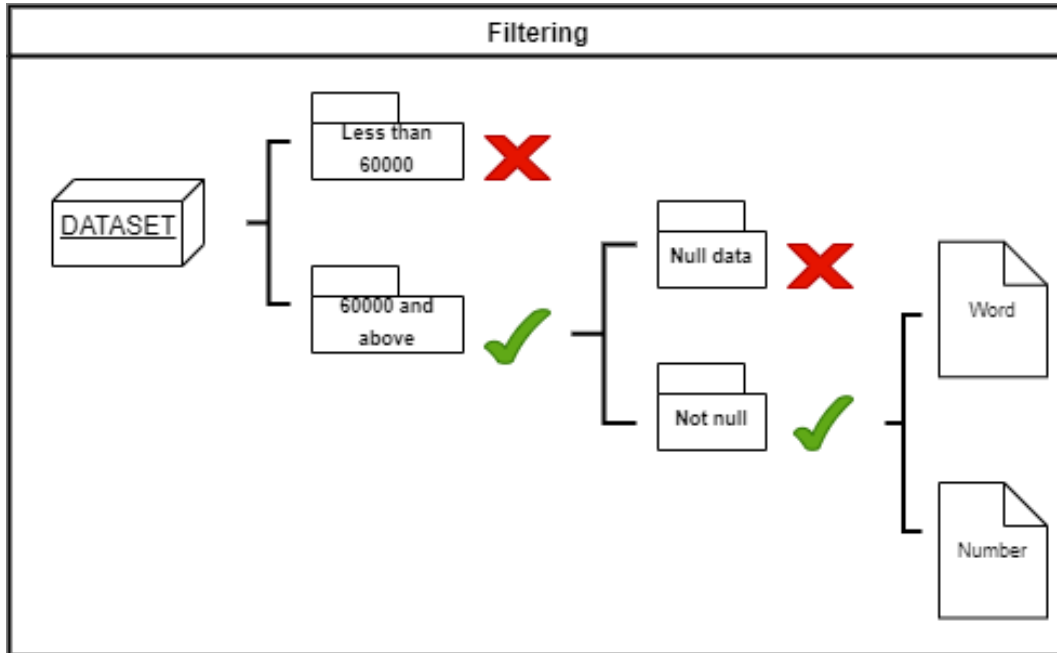 Filtering
Less than
60000
DATASET
60000 and
above
Null data
Not null
Word
Number